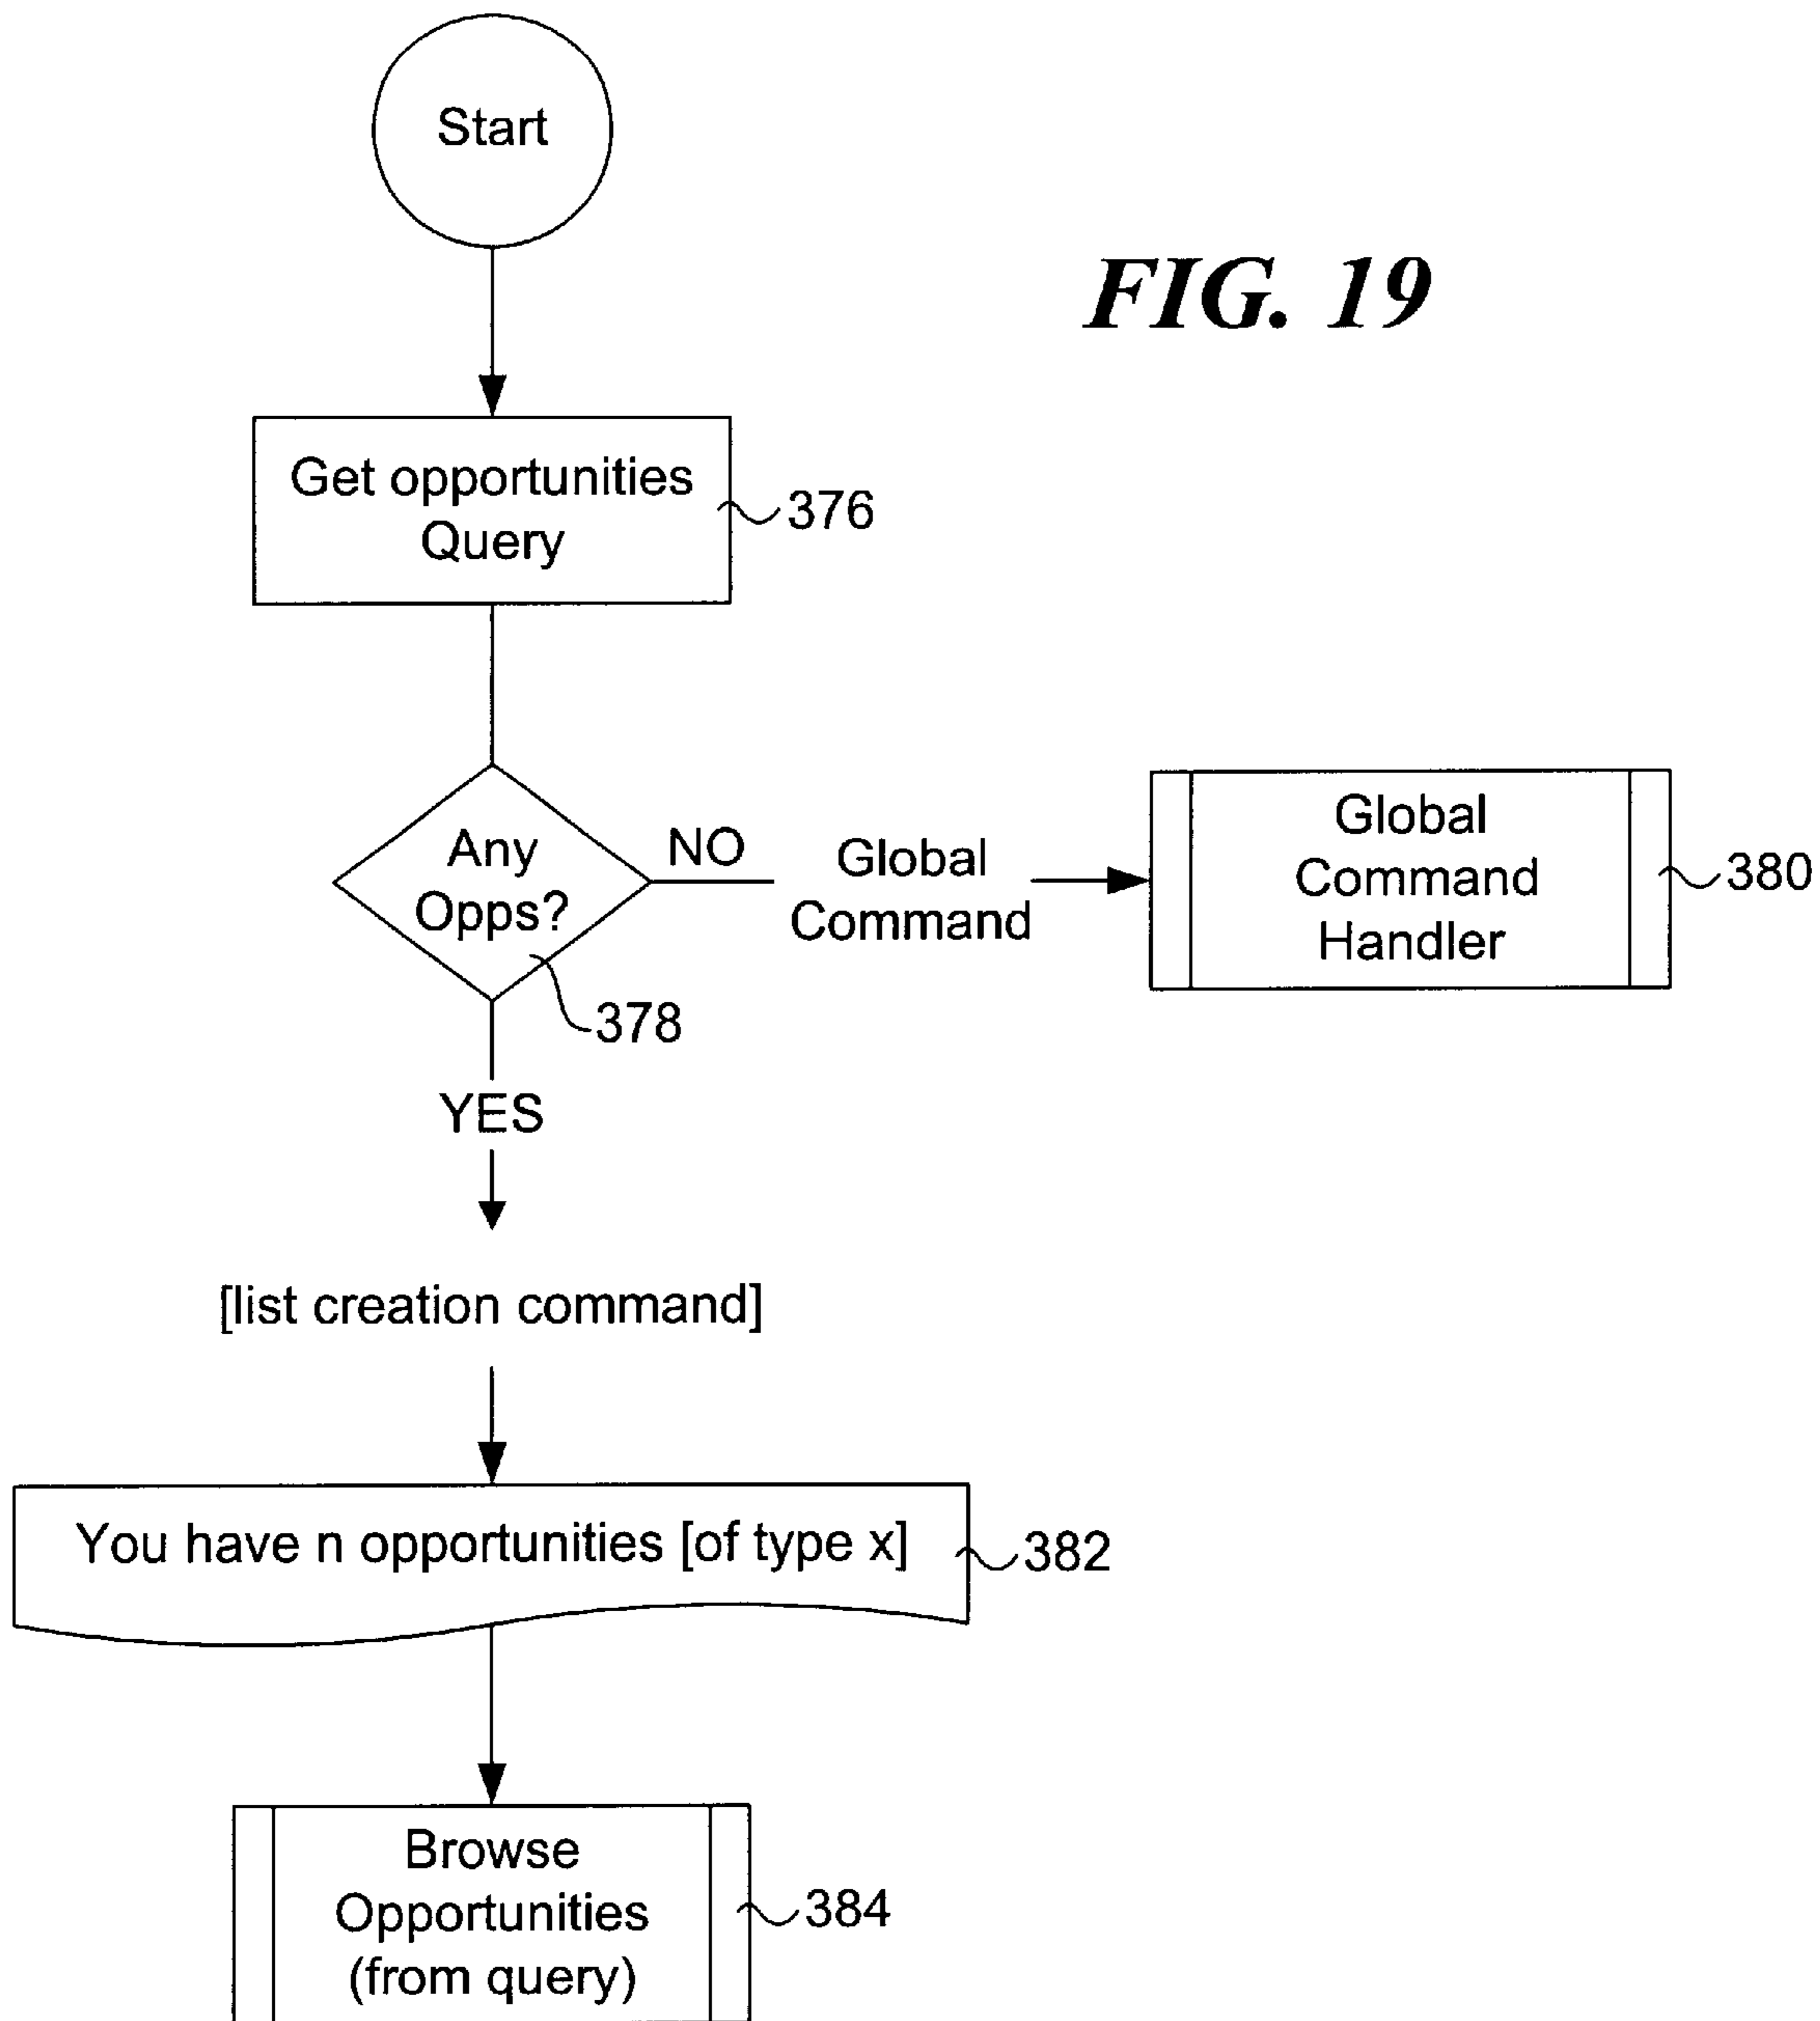 Start
FIG. 19
Get opportunities
Query
376
Any
Opps?
NO
Global
Command
Global
Command
Handler
380
378
YES
[list creation command]
You have n opportunities [of type x]
382
Browse
Opportunities
(from query)
384